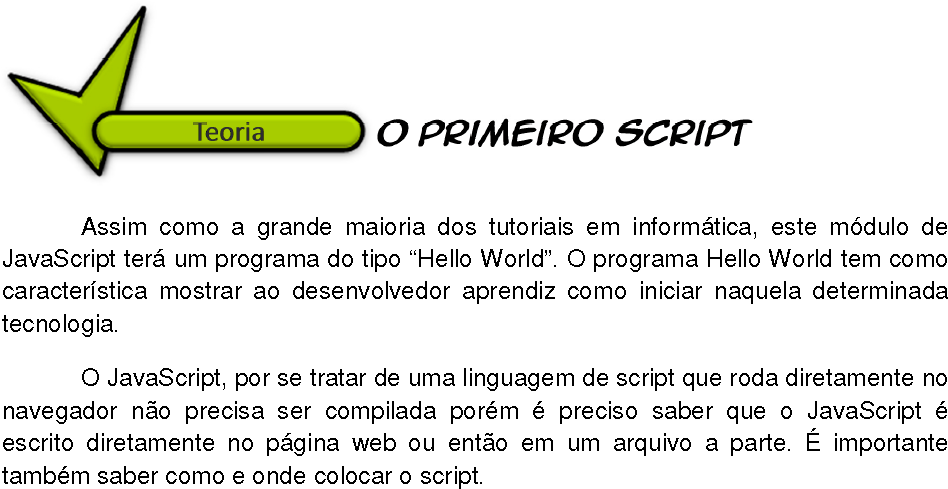 Teoria
O PRIMEIRO SCRIPT
Assim como a grande maioria dos tutoriais em informática, este módulo de
JavaScript terá um programa do tipo “Hello World”. O programa Hello World tem como
característica mostrar ao desenvolvedor aprendiz como iniciar naquela determinada
tecnologia.
O JavaScript, por se tratar de uma linguagem de script que roda diretamente no
navegador não precisa ser compilada porém é preciso saber que o JavaScript é
escrito diretamente no página web ou então em um arquivo a parte. É importante
também saber como e onde colocar o script.